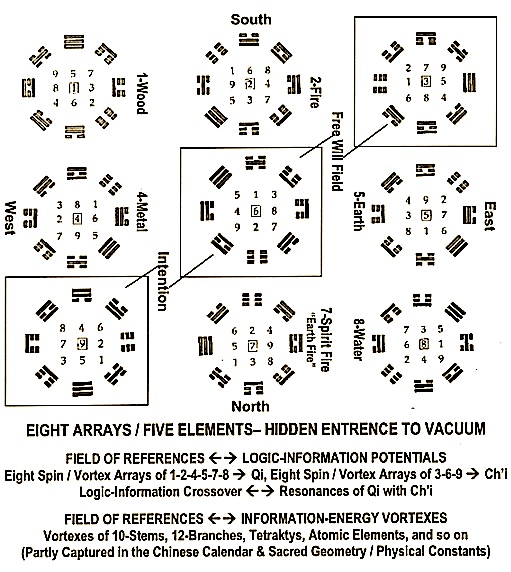 South
9 5 7
8 1 3
4 6 2
1-Wood
1 6 8
9 2 4
5 3 7
2-Fire
2 7 9
1 3 5
6 8 4
Free Will Field
West
3 8 1
2 4 6
7 9 5
4-Metal
5 1 3
4 6 8
9 2 7
5-Earth
4 9 2
3 5 7
8 1 6
East
Intention
8 4 6
7 9 2
3 5 1
6 2 4
5 7 9
1 3 8
7-Spirit Fire
"Earth Fire"
8-Water
7 3 5
6 8 1
2 4 9
North
EIGHT ARRAYS / FIVE ELEMENTS– HIDDEN ENTRENCE TO VACUUM
FIELD OF REFERENCES ←→ LOGIC-INFORMATION POTENTIALS
Eight Spin / Vortex Arrays of 1-2-4-5-7-8 → Qi, Eight Spin / Vortex Arrays of 3-6-9 → Ch'i
Logic-Information Crossover ←→ Resonances of Qi with Ch'i
FIELD OF REFERENCES ←→ INFORMATION-ENERGY VORTEXES
Vortexes of 10-Stems, 12-Branches, Tetraktys, Atomic Elements, and so on
(Partly Captured in the Chinese Calendar & Sacred Geometry / Physical Constants)